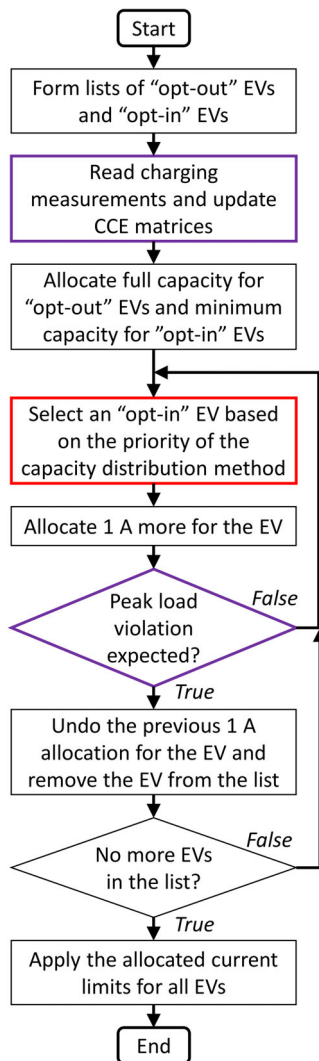 Start
Form lists of “opt-out” EVs
and “opt-in” EVs
Read charging
measurements and update
CCE matrices
Allocate full capacity for
“opt-out” EVs and minimum
capacity for ”opt-in” EVs
Select an “opt-in” EV based
on the priority of the
capacity distribution method
Allocate 1 A more for the EV
Peak load
violation
expected?
False
True
Undo the previous 1 A
allocation for the EV and
remove the EV from the list
No more EVs
in the list?
False
True
Apply the allocated current
limits for all EVs
End